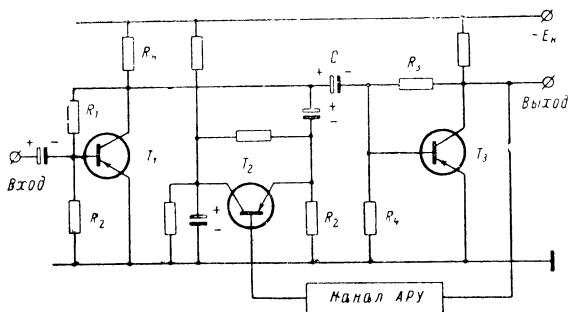 Rн
C
+ -
-Eк
R3
Выход
R1
+ -
+ -
T1
T2
T3
Вход
R2
+ -
R2
R4
Канал АРУ